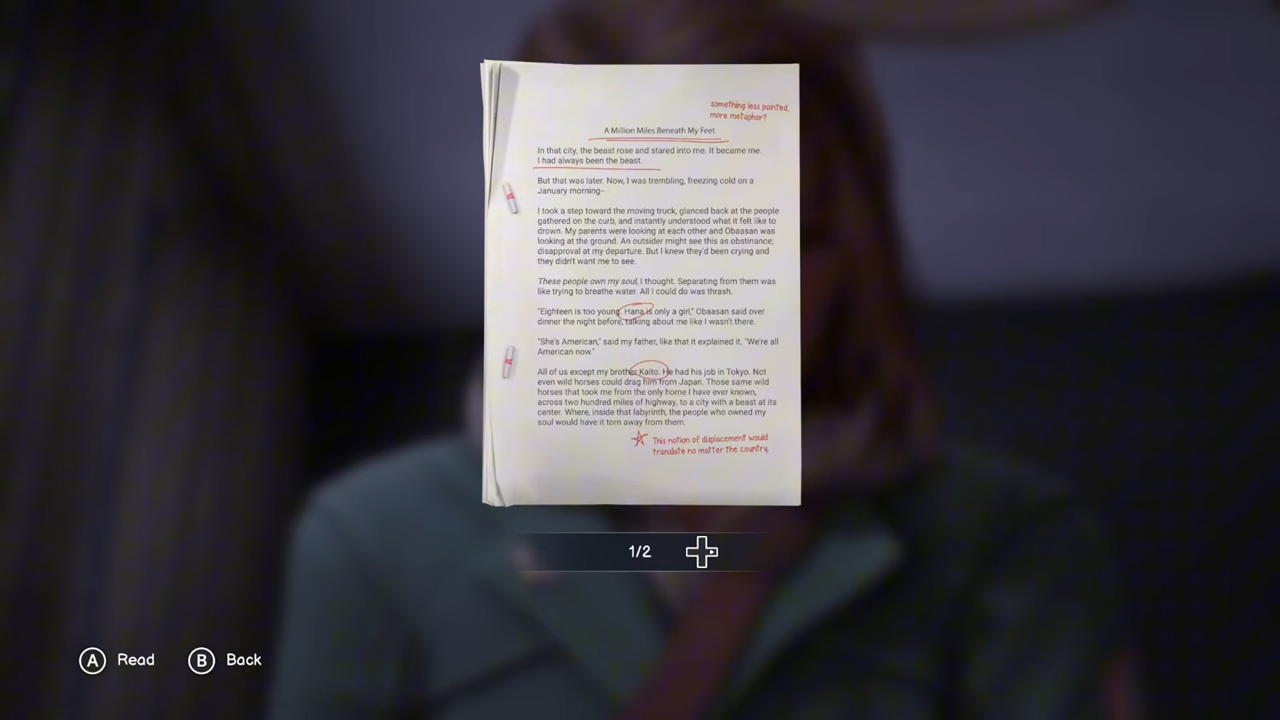 something less pointed,
more metaphor?
A Million Miles Beneath My Feet
In that city, the beast rose and stared into me. It became me.
I had always been the beast.
But that was later. Now, I was trembling, freezing cold on a
January morning--
I took a step toward the moving truck, glanced back at the people
gathered on the curb, and instantly understood what it felt like to
drown. My parents were looking at each other and Obaasan was
looking at the ground. An outsider might see this as obstinance;
disapproval at my departure. But I knew they'd been crying and
they didn't want me to see.
These people own my soul, I thought. Separating from them was
like trying to breathe water. All I could do was thrash.
"Eighteen is too young. Hana is only a girl," Obaasan said over
dinner the night before, talking about me like I wasn't there.
"She's American," said my father, like that it explained it. "We're all
American now."
All of us except my brother Kaito. He had his job in Tokyo. Not
even wild horses could drag him from Japan. Those same wild
horses that took me from the only home I have ever known,
across two hundred miles of highway, to a city with a beast at its
center. Where, inside that labyrinth, the people who owned my
soul would have it torn away from them.
This notion of displacement would
translate no matter the country.
1/2
A Read
B Back